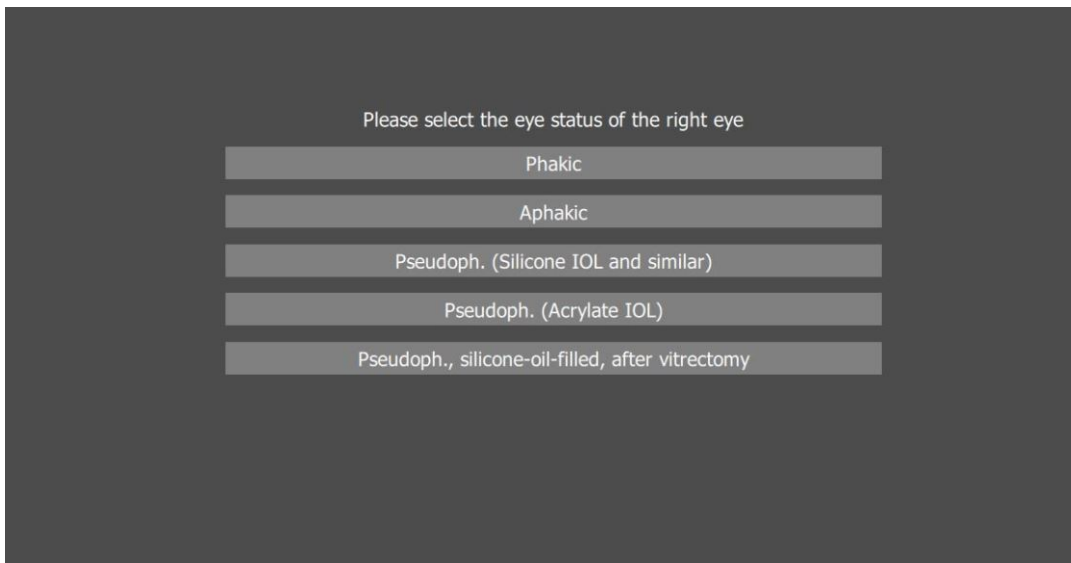 Please select the eye status of the right eye
Phakic
Aphakic
Pseudoph. (Silicone IOL and similar)
Pseudoph. (Acrylate IOL)
Pseudoph., silicone-oil-filled, after vitrectomy